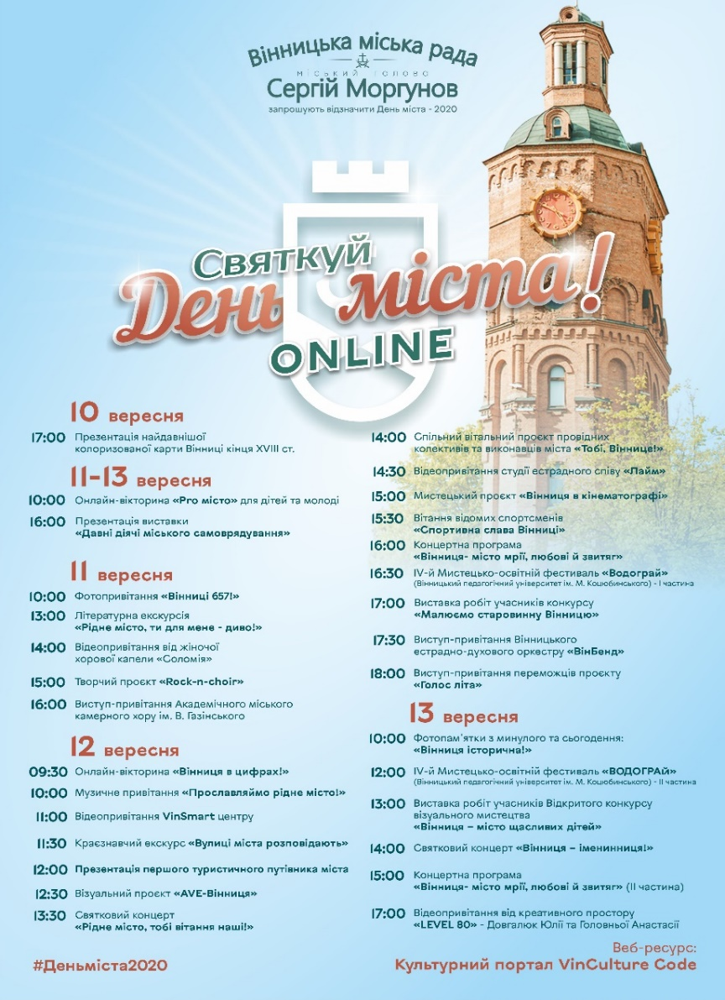 Вінницька міська рада
міський голова
Сергій Моргунов
запрошують відзначити День міста - 2020
Святкуй
День міста!
ONLINE
10 вересня
17:00 Презентація найдавнішої
колоризованої карти Вінниці кінця XVIII ст.
11-13 вересня
10:00 Онлайн-вікторина «Pro місто» для дітей та молоді
16:00 Презентація виставки
«Давні діячі міського самоврядування»
11 вересня
10:00 Фотопривітання «Вінниці 657!»
13:00 Літературна екскурсія
«Рідне місто, ти для мене - диво!»
14:00 Відеопривітання від жіночої
хорової капели «Соломія»
15:00 Творчий проєкт «Rock-n-choir»
16:00 Виступ-привітання Академічного міського
камерного хору ім. В. Газінського
12 вересня
09:30 Онлайн-вікторина «Вінниця в цифрах!»
10:00 Музичне привітання «Прославляймо рідне місто!»
11:00 Відеопривітання VinSmart центру
11:30 Краєзнавчий екскурс «Вулиці міста розповідають»
12:00 Презентація першого туристичного путівника міста
12:30 Візуальний проєкт «AVE-Вінниця»
13:30 Святковий концерт
«Рідне місто, тобі вітання наші!»
14:00 Спільний вітальний проєкт провідних
колективів та виконавців міста «Тобі, Віннице!»
14:30 Відеопривітання студії естрадного співу «Лайм»
15:00 Мистецький проєкт «Вінниця в кінематографі»
15:30 Вітання відомих спортсменів
«Спортивна слава Вінниці»
16:00 Концертна програма
«Вінниця- місто мрії, любові й звитяг»
16:30 IV-й Мистецько-освітній фестиваль «Водограй»
(Вінницький педагогічний університет ім. М. Коцюбинського) - I частина
17:00 Виставка робіт учасників конкурсу
«Малюємо старовинну Вінницю»
17:30 Виступ-привітання Вінницького
естрадно-духового оркестру «ВінБенд»
18:00 Виступ-привітання переможців проєкту
«Голос літа»
13 вересня
10:00 Фотопам'ятки з минулого та сьогодення:
«Вінниця історична!»
12:00 IV-й Мистецько-освітній фестиваль «ВОДОГРАй»
(Вінницький педагогічний університет ім. М. Коцюбинського) - II частина
13:00 Виставка робіт учасників Відкритого конкурсу
візуального мистецтва
«Вінниця – місто щасливих дітей»
14:00 Святковий концерт «Вінниця – іменинниця!»
15:00 Концертна програма
«Вінниця- місто мрії, любові й звитяг» (II частина)
17:00 Відеопривітання від креативного простору
«LEVEL 80» - Довгалюк Юлії та Головньої Анастасії
#Деньміста2020
Веб-ресурс:
Культурний портал VinCulture Code